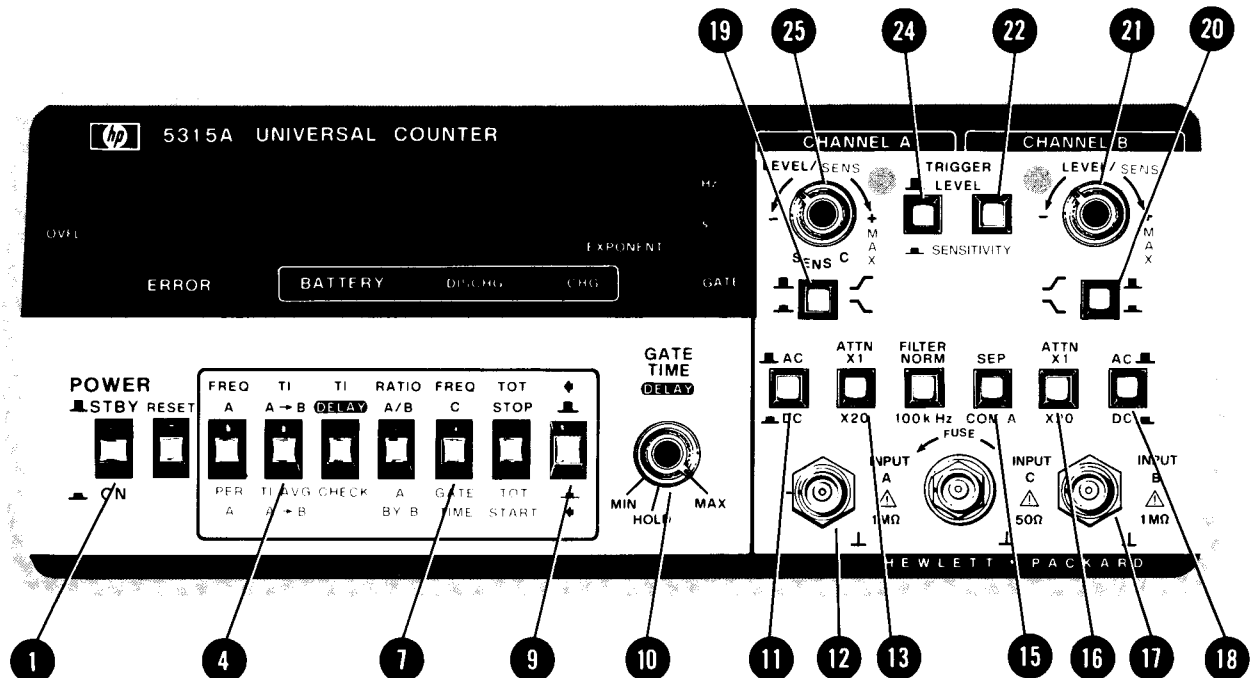 19 25 24 22 21 20
hp 5315A UNIVERSAL COUNTER
CHANNEL A CHANNEL B
LEVEL/SENS TRIGGER LEVEL LEVEL/SENS
Hz
S
OVFL
EXPONENT
- + MAX
SENSITIVITY
- + MAX
SENS C
ERROR BATTERY DISCHG CHG GATE
GATE TIME
DELAY
MIN HOLD MAX
POWER
STBY RESET
ON
FREQ A TI A→B TI DELAY RATIO A/B FREQ C TOT STOP
PER A TI AVG A→B CHECK A BY B GATE TIME TOT START
AC ATTN X1 FILTER NORM SEP ATTN X1 AC
DC X20 100kHz COM A X20 DC
FUSE
INPUT A INPUT C INPUT B
1MΩ 50Ω 1MΩ
HEWLETT • PACKARD
1 4 7 9 10 11 12 13 15 16 17 18